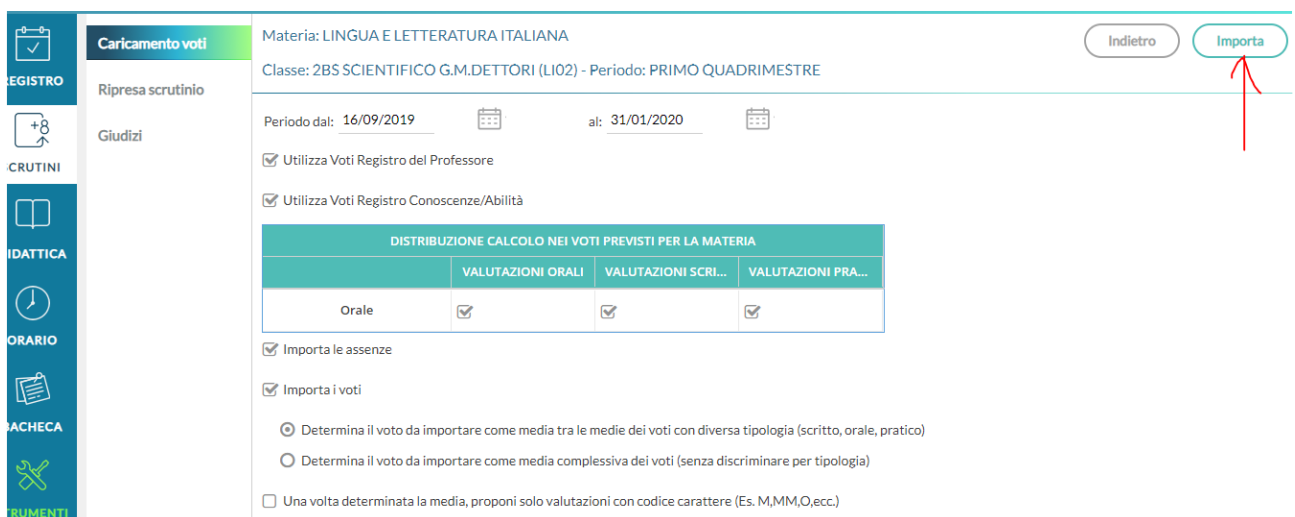 EGISTRO
+8
CRUTINI
IDATTICA
ORARIO
ACHECA
TRUMENTI
Caricamento voti
Ripresa scrutinio
Giudizi
Materia: LINGUA E LETTERATURA ITALIANA
Classe: 2BS SCIENTIFICO G.M.DETTORI (LI02) - Periodo: PRIMO QUADRIMESTRE
Indietro
Importa
Periodo dal: 16/09/2019 al: 31/01/2020
Utilizza Voti Registro del Professore
Utilizza Voti Registro Conoscenze/Abilità
DISTRIBUZIONE CALCOLO NEI VOTI PREVISTI PER LA MATERIA
VALUTAZIONI ORALI VALUTAZIONI SCRI... VALUTAZIONI PRA...
Orale
Importa le assenze
Importa i voti
Determina il voto da importare come media tra le medie dei voti con diversa tipologia (scritto, orale, pratico)
Determina il voto da importare come media complessiva dei voti (senza discriminare per tipologia)
Una volta determinata la media, proponi solo valutazioni con codice carattere (Es. M,MM,O,ecc.)